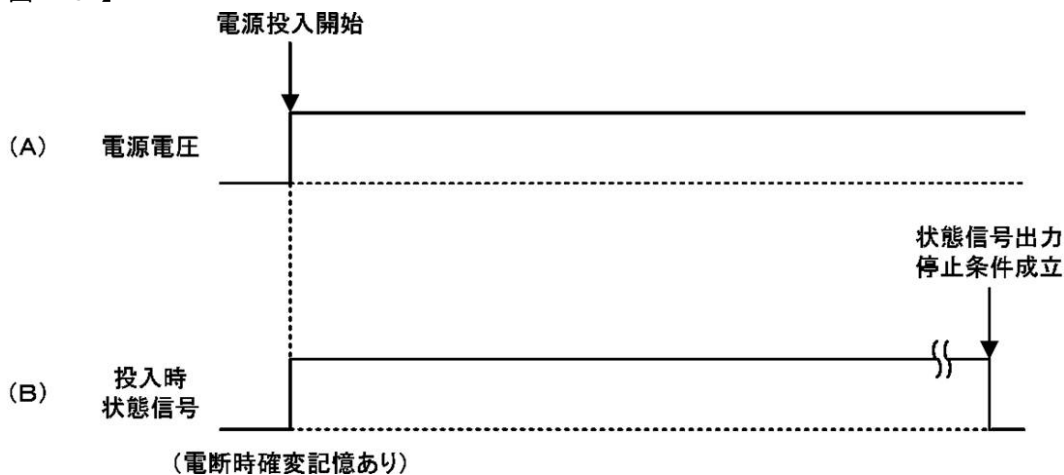 電源投入開始
(A) 電源電圧
状態信号出力
停止条件成立
(B) 投入時
状態信号
(電断時確変記憶あり)